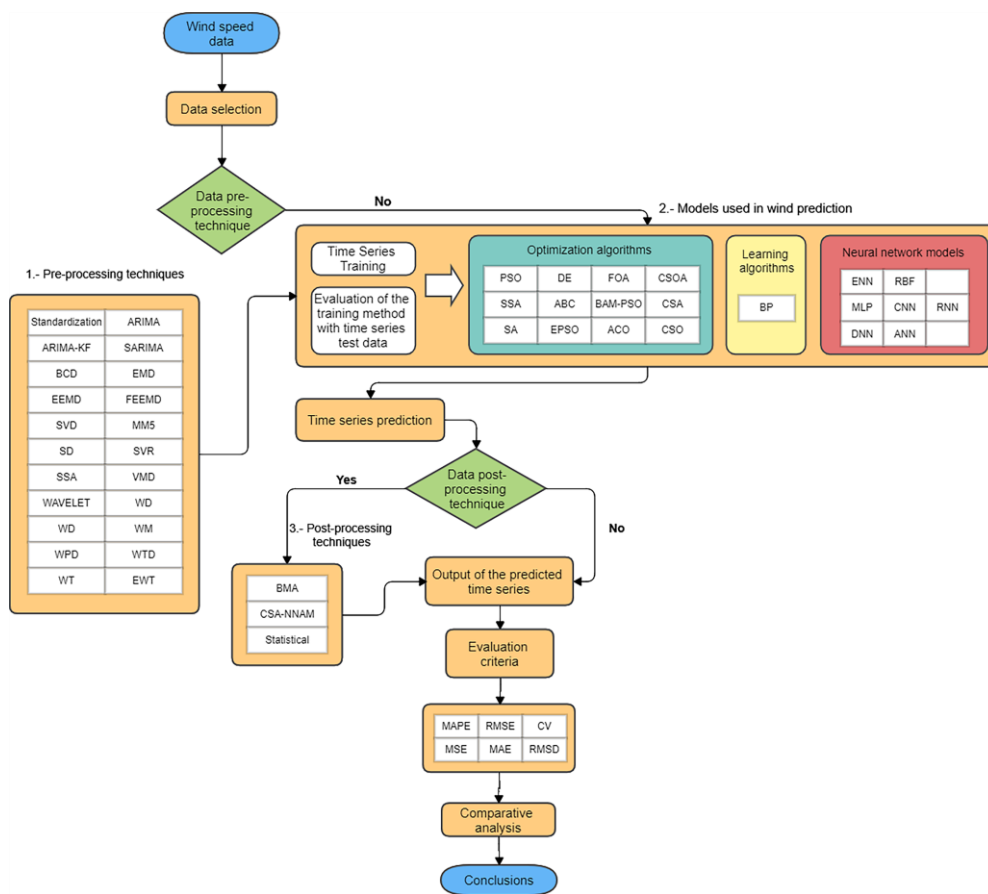 Wind speed
data
Data selection
Data pre-
processing
technique
No
2.- Models used in wind prediction
1.- Pre-processing techniques
Standardization ARIMA
ARIMA-KF SARIMA
BCD EMD
EEMD FEEMD
SVD MM5
SD SVR
SSA VMD
WAVELET WD
WD WM
WPD WTD
WT EWT
Time Series
Training
Evaluation of the
training method
with time series
test data
Optimization algorithms
PSO DE FOA CSOA
SSA ABC BAM-PSO CSA
SA EPSO ACO CSO
Learning
algorithms
BP
Neural network models
ENN RBF
MLP CNN RNN
DNN ANN
Time series prediction
Data post-
processing
technique
Yes
No
3.- Post-processing
techniques
BMA
CSA-NNAM
Statistical
Output of the predicted
time series
Evaluation
criteria
MAPE RMSE CV
MSE MAE RMSD
Comparative
analysis
Conclusions